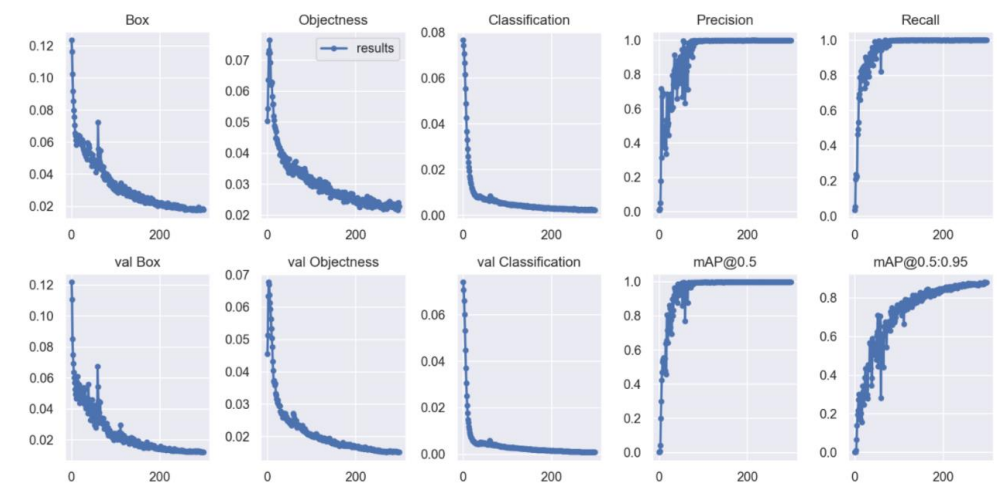 Box Objectness Classification Precision Recall
0.12 0.10 0.08 0.06 0.04 0.02
0 200
results
0.07 0.06 0.05 0.04 0.03 0.02
0 200
0.08 0.06 0.04 0.02 0.00
0 200
1.0 0.8 0.6 0.4 0.2 0.0
0 200
1.0 0.8 0.6 0.4 0.2 0.0
0 200
val Box val Objectness val Classification mAP@0.5 mAP@0.5:0.95
0.12 0.10 0.08 0.06 0.04 0.02
0 200
0.07 0.06 0.05 0.04 0.03 0.02
0 200
0.06 0.04 0.02 0.00
0 200
1.0 0.8 0.6 0.4 0.2 0.0
0 200
0.8 0.6 0.4 0.2 0.0
0 200